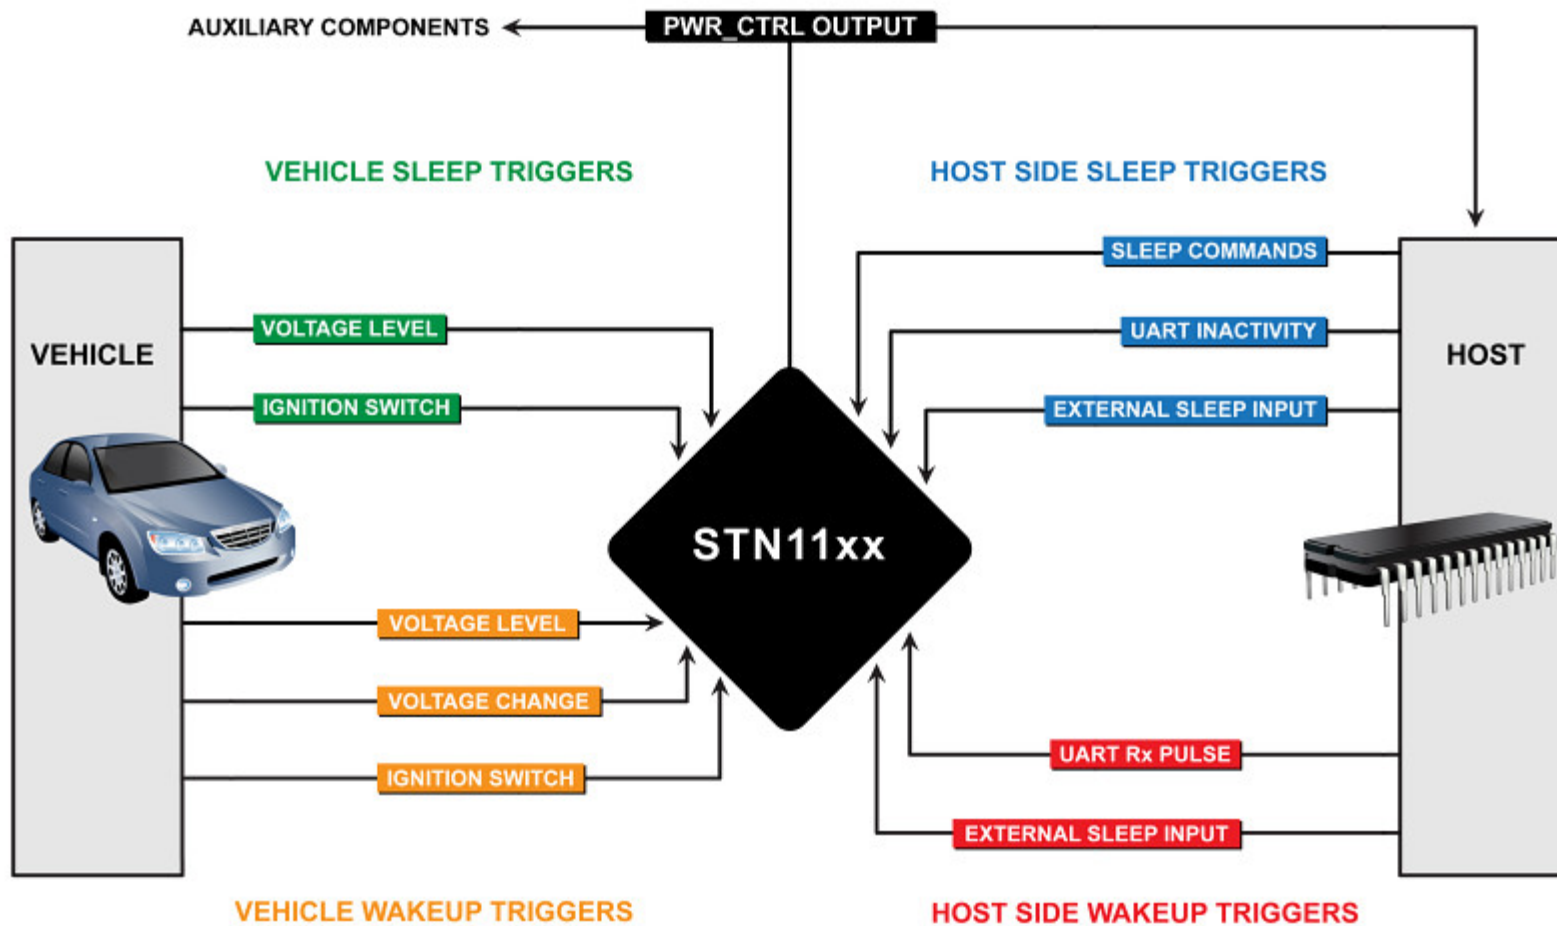 AUXILIARY COMPONENTS
PWR_CTRL OUTPUT
VEHICLE SLEEP TRIGGERS
HOST SIDE SLEEP TRIGGERS
VEHICLE
VOLTAGE LEVEL
IGNITION SWITCH
SLEEP COMMANDS
UART INACTIVITY
EXTERNAL SLEEP INPUT
HOST
STN11xx
VOLTAGE LEVEL
VOLTAGE CHANGE
IGNITION SWITCH
UART Rx PULSE
EXTERNAL SLEEP INPUT
VEHICLE WAKEUP TRIGGERS
HOST SIDE WAKEUP TRIGGERS